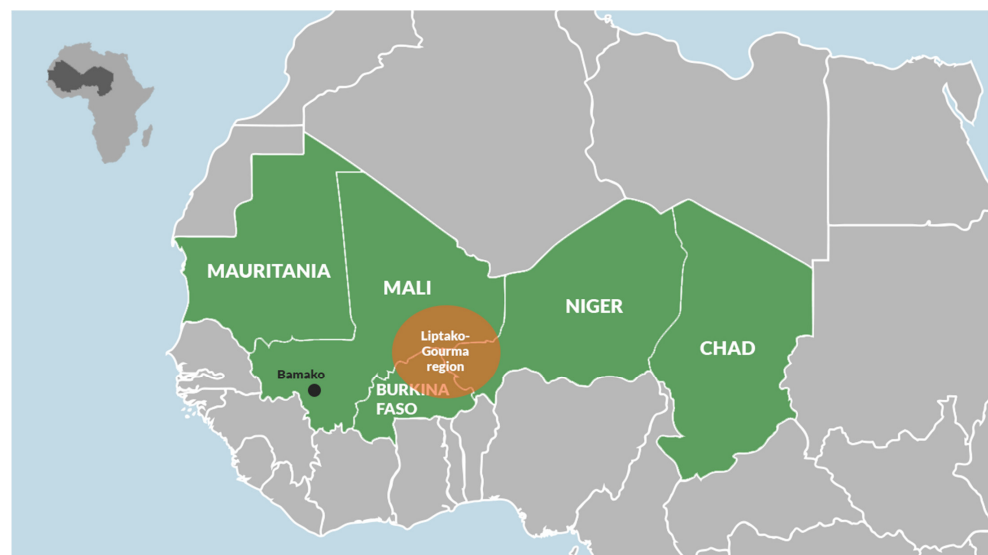 MAURITANIA
MALI
NIGER
Liptako-
Gourma
region
CHAD
Bamako
BURKINA
FASO